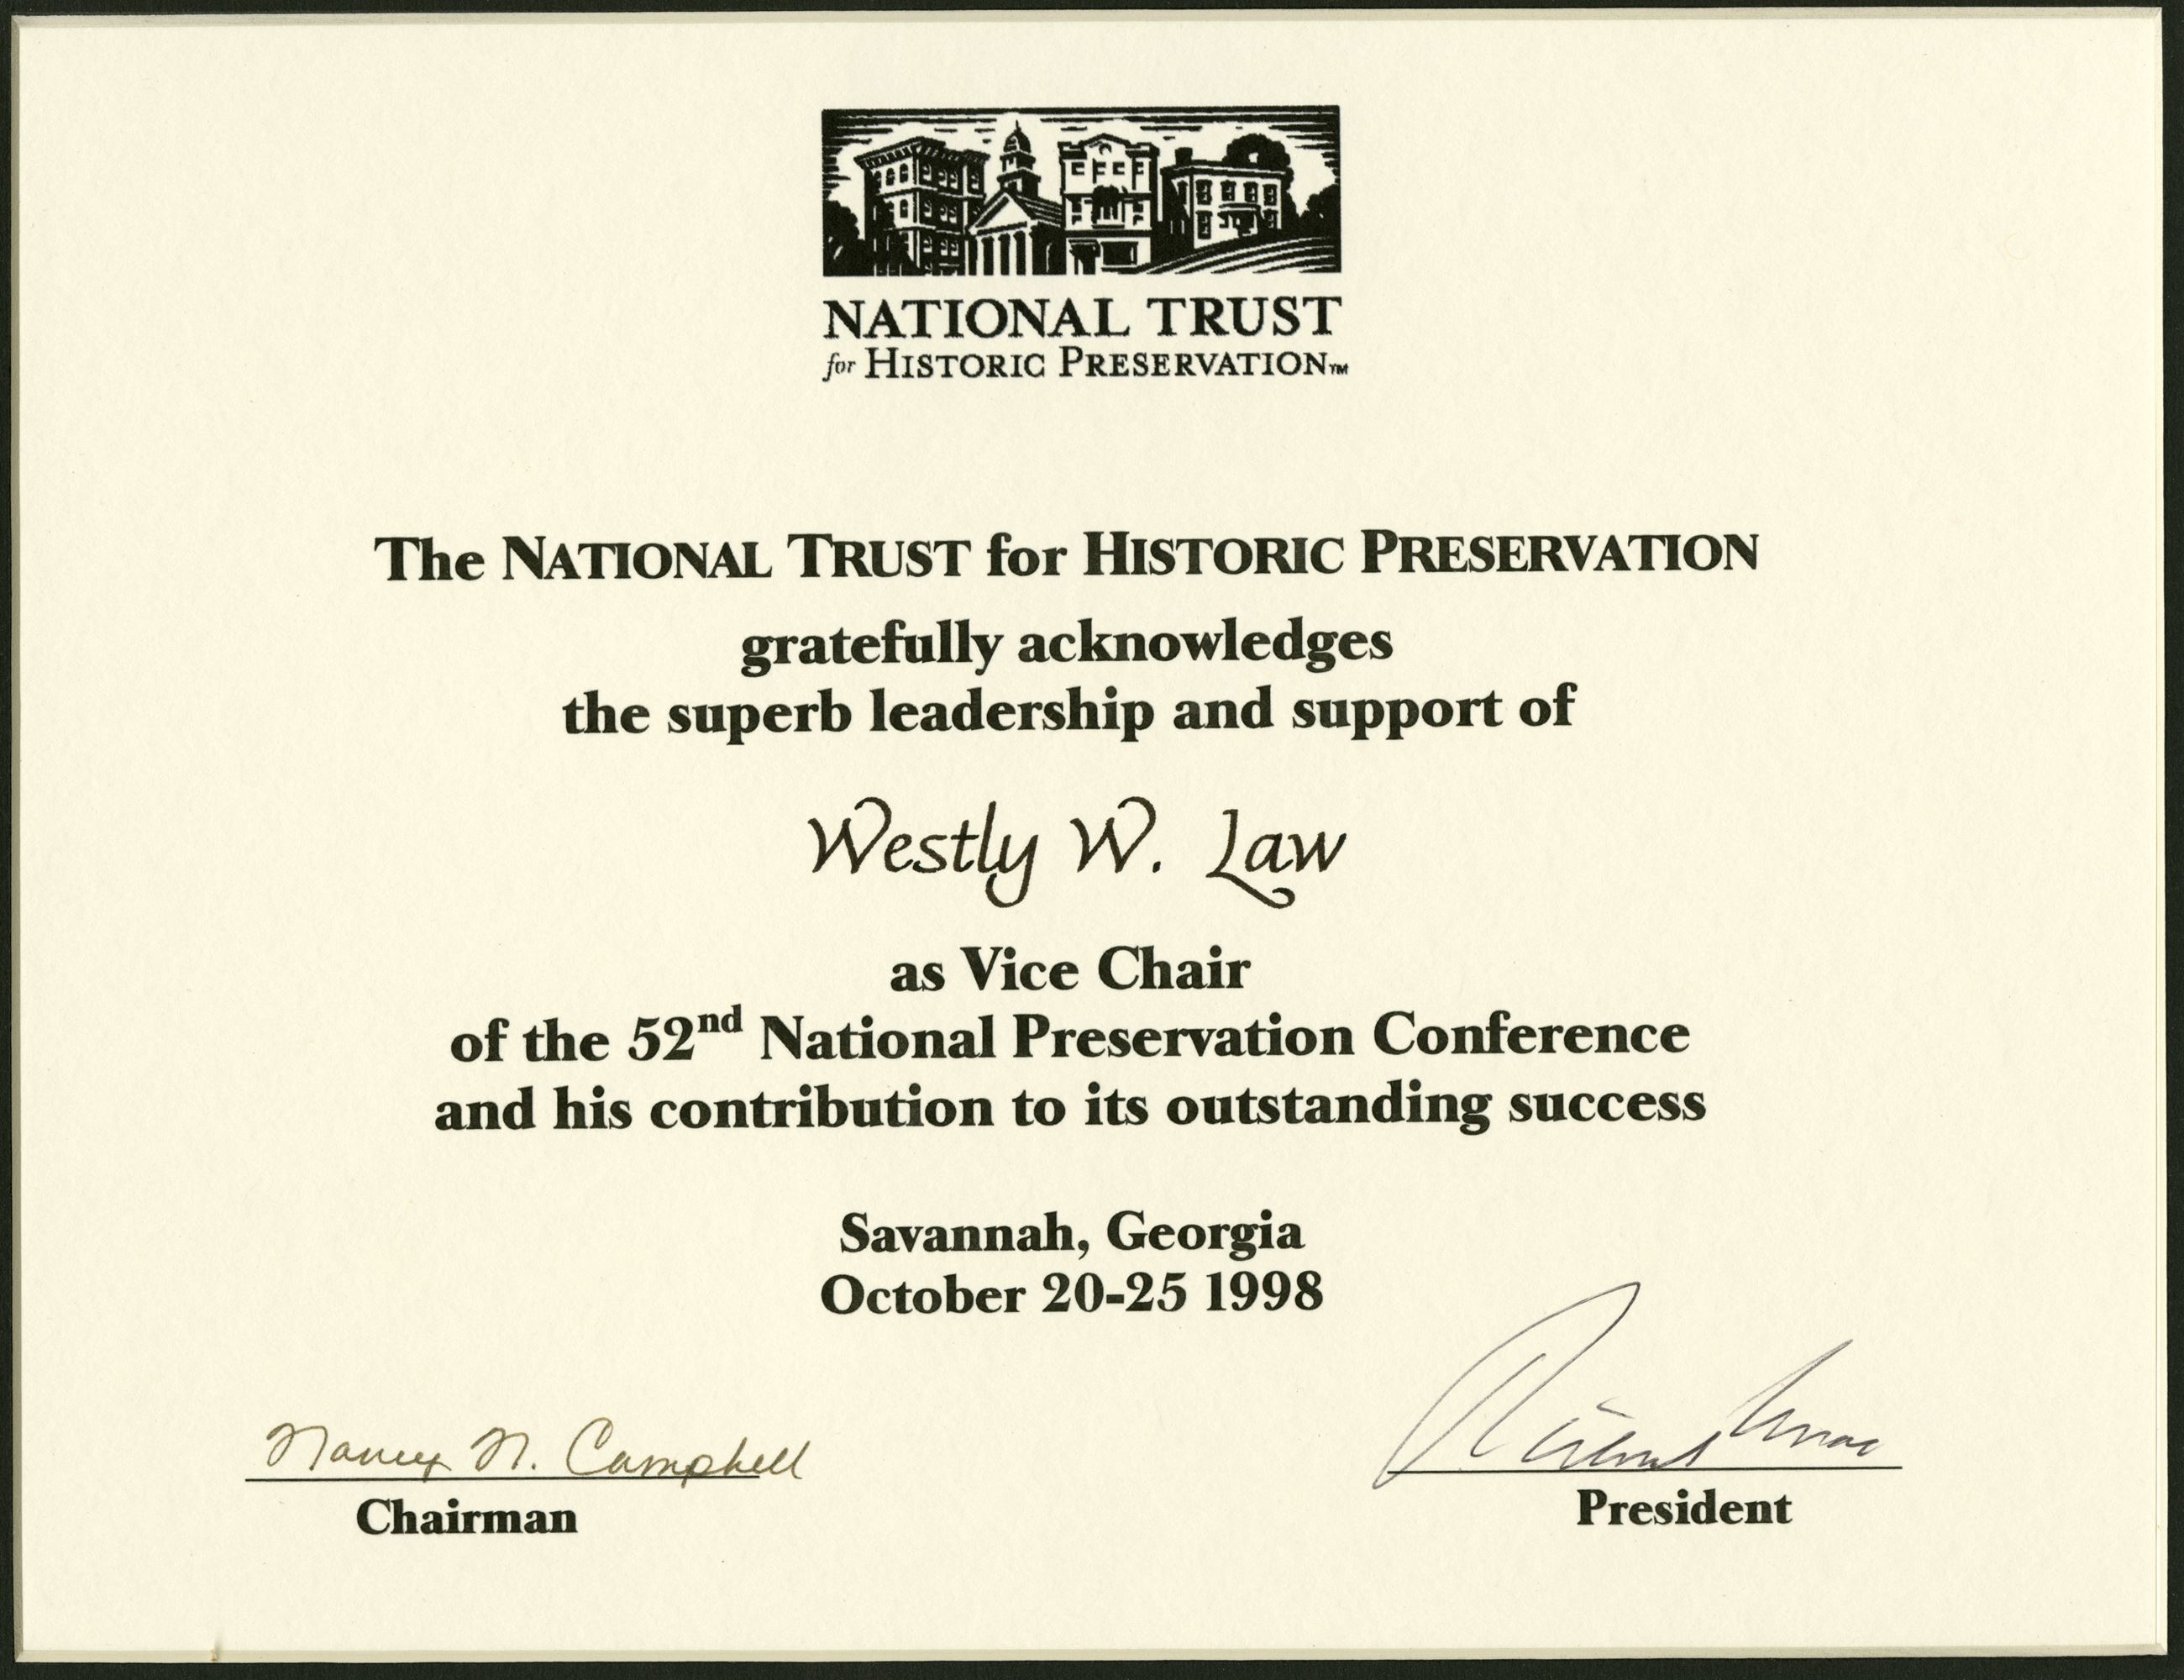 NATIONAL TRUST
for HISTORIC PRESERVATION™
The NATIONAL TRUST for HISTORIC PRESERVATION
gratefully acknowledges
the superb leadership and support of
Westly W. Law
as Vice Chair
of the 52nd National Preservation Conference
and his contribution to its outstanding success
Savannah, Georgia
October 20-25 1998
Nancy N. Campbell
Chairman
President